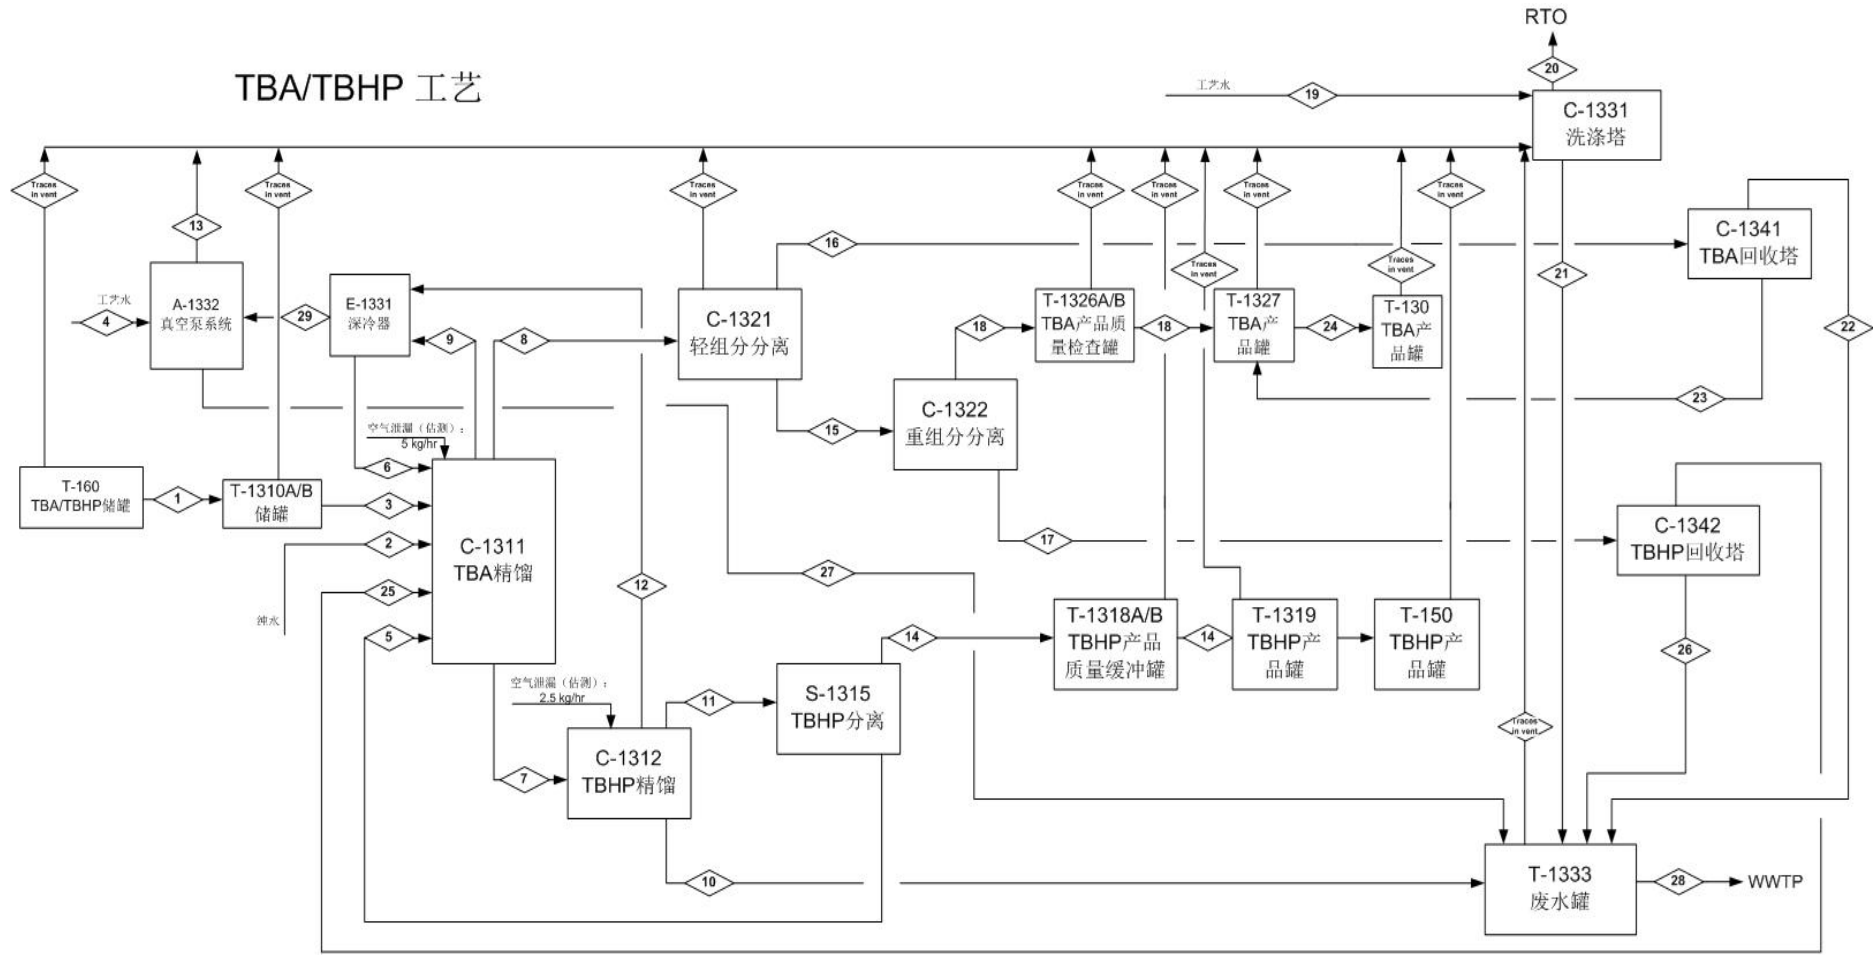 RTO
20
TBA/TBHP 工艺
工艺水
19
C-1331
洗涤塔
Traces
in vent
Traces
in vent
Traces
in vent
Traces
in vent
Traces
in vent
Traces
in vent
Traces
in vent
13
16
C-1341
TBA回收塔
21
22
Traces
in vent
Traces
in vent
A-1332
真空泵系统
工艺水
4
29
E-1331
深冷器
9
8
C-1321
轻组分分离
18
T-1326A/B
TBA产品质
量检查罐
18
T-1327
TBA产
品罐
24
T-130
TBA产
品罐
23
15
C-1322
重组分分离
空气泄漏（估测）：
5 kg/hr
6
T-160
TBA/TBHP储罐
1
T-1310A/B
储罐
3
2
25
纯水
5
C-1311
TBA精馏
17
C-1342
TBHP回收塔
12
27
14
T-1318A/B
TBHP产品
质量缓冲罐
14
T-1319
TBHP产
品罐
T-150
TBHP产
品罐
26
空气泄漏（估测）：
2.5 kg/hr
11
S-1315
TBHP分离
Traces
in vent
7
C-1312
TBHP精馏
10
T-1333
废水罐
28
WWTP